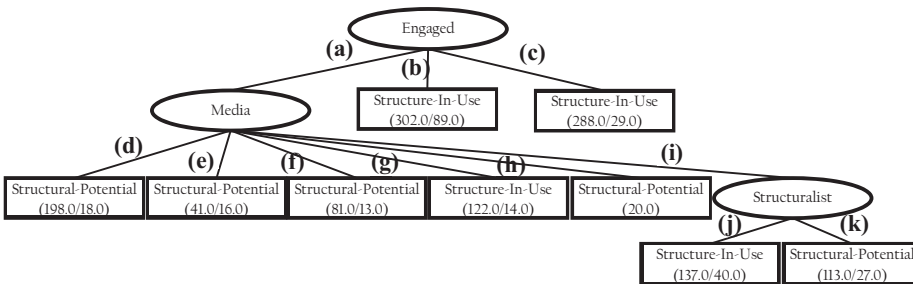 Engaged
(a)
(b)
(c)
Media
Structure-In-Use
(302.0/89.0)
Structure-In-Use
(288.0/29.0)
(d)
(e)
(f)
(g)
(h)
(i)
Structural-Potential
(198.0/18.0)
Structural-Potential
(41.0/16.0)
Structural-Potential
(81.0/13.0)
Structure-In-Use
(122.0/14.0)
Structural-Potential
(20.0)
Structuralist
(j)
(k)
Structure-In-Use
(137.0/40.0)
Structural-Potential
(113.0/27.0)